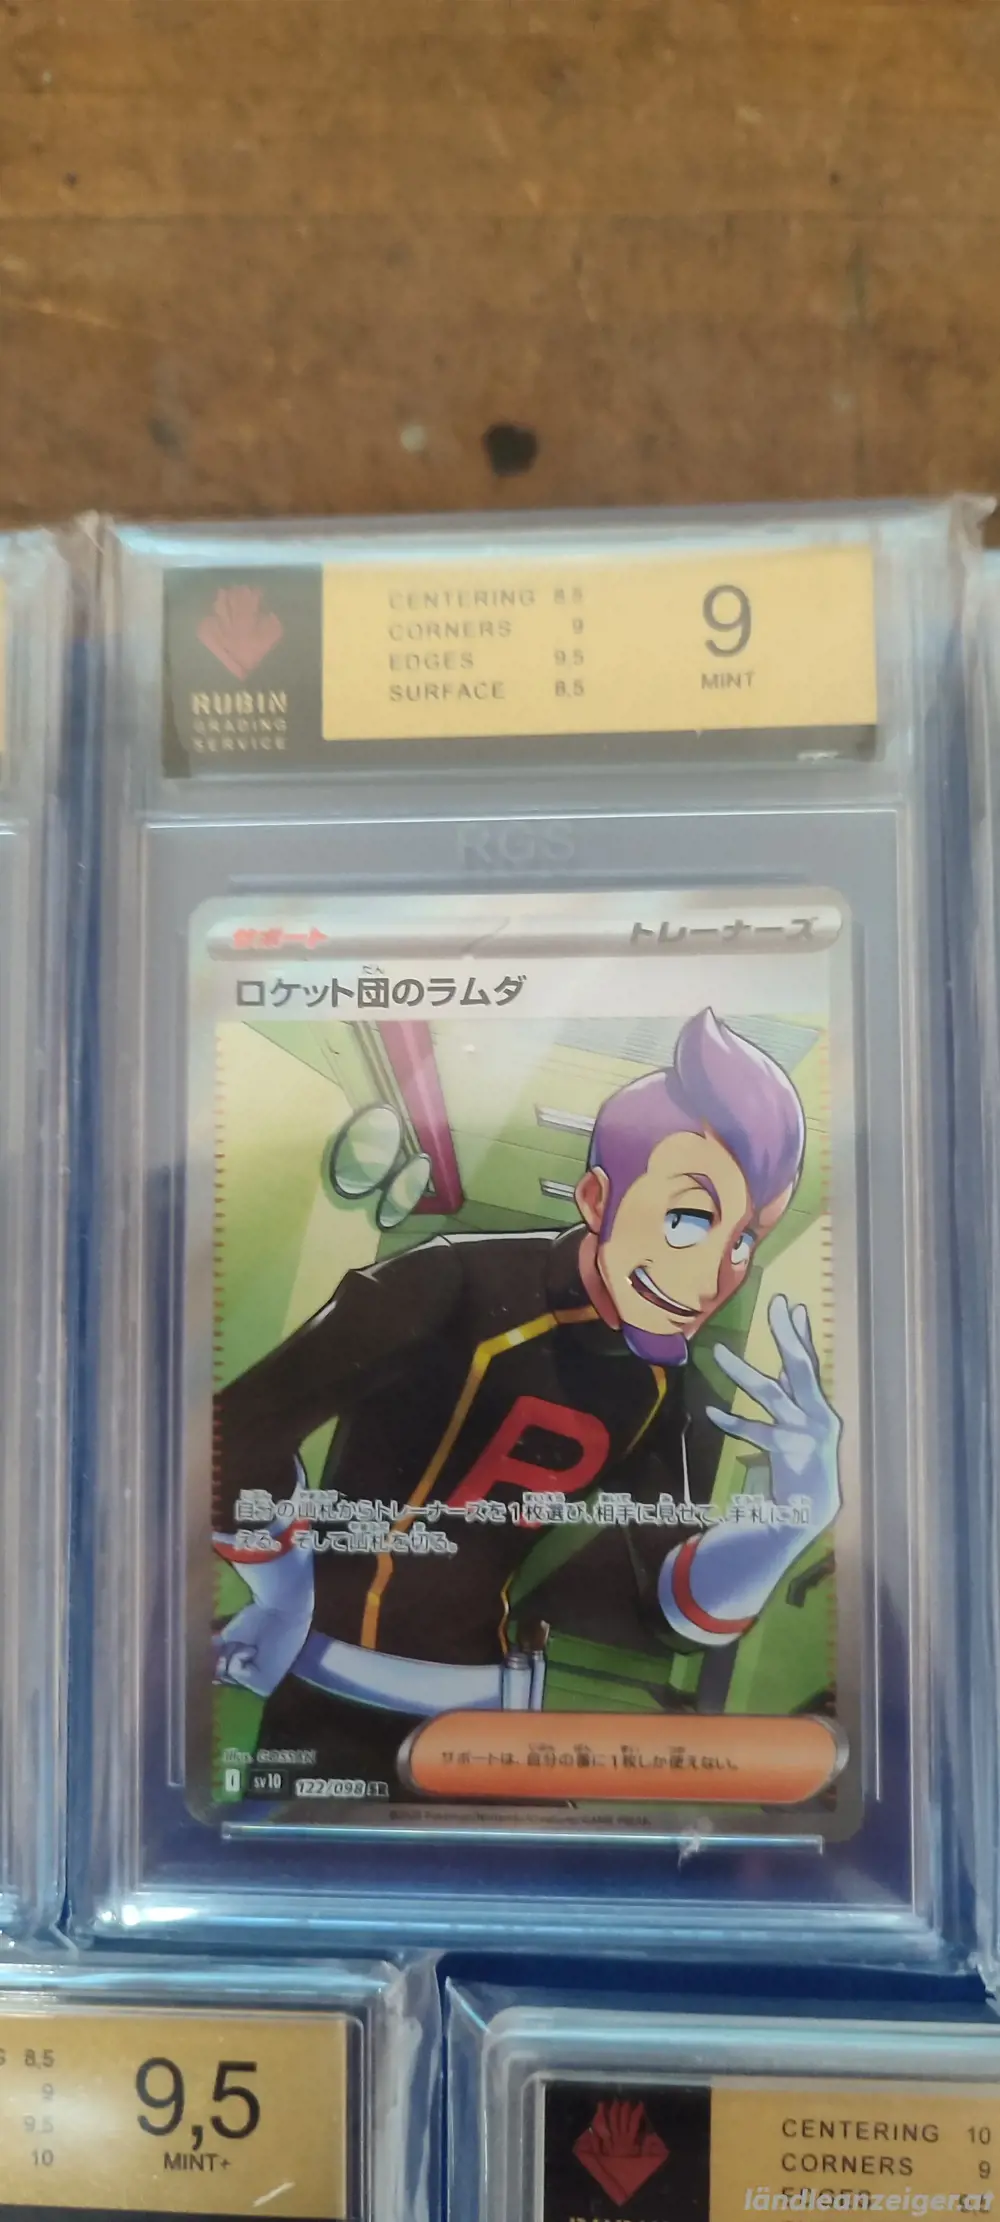 CENTERING 8.5
CORNERS 9
EDGES 9.5
SURFACE 8.5
9
MINT
RUBIN
GRADING
SERVICE
RGS
サポート
トレーナーズ
ロケット団のラムダ
自分の山札からトレーナーズを1枚選び、相手に見せて、手札に加
える。そして山札を切る。
サポートは、自分の番に1枚しか使えない。
Illus. GOSSAN
I sv10 122/098 SR
8,5
9
9.5
10
9,5
MINT+
CENTERING 10
CORNERS 9
EDGES
ländleanzeiger.at